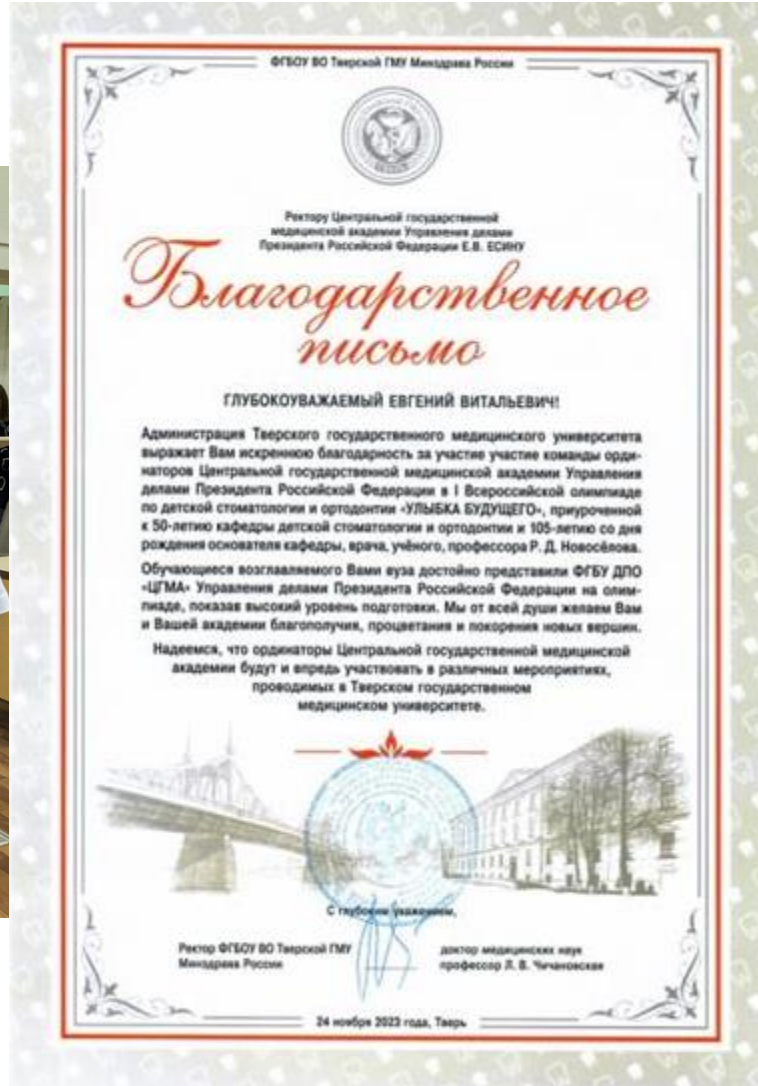 ФГБОУ ВО Тверской ГМУ Минздрава России
Ректору Центральной государственной
медицинской академии Управления делами
Президента Российской Федерации Е.В. ЕСИНУ
Благодарственное
письмо
ГЛУБОКОУВАЖАЕМЫЙ ЕВГЕНИЙ ВИТАЛЬЕВИЧ!
Администрация Тверского государственного медицинского университета
выражает Вам искреннюю благодарность за участие участие команды орди-
наторов Центральной государственной медицинской академии Управления
делами Президента Российской Федерации в I Всероссийской олимпиаде
по детской стоматологии и ортодонтии «УЛЫБКА БУДУЩЕГО», приуроченной
к 50-летию кафедры детской стоматологии и ортодонтии и 105-летию со дня
рождения основателя кафедры, врача, учёного, профессора Р. Д. Новосёлова.
Обучающиеся возглавляемого Вами вуза достойно представили ФГБУ ДПО
«ЦГМА» Управления делами Президента Российской Федерации на олим-
пиаде, показав высокий уровень подготовки. Мы от всей души желаем Вам
и Вашей академии благополучия, процветания и покорения новых вершин.
Надеемся, что ординаторы Центральной государственной медицинской
академии будут и впредь участвовать в различных мероприятиях,
проводимых в Тверском государственном
медицинском университете.
С глубоким уважением,
Ректор ФГБОУ ВО Тверской ГМУ
Минздрава России
доктор медицинских наук
профессор Л. В. Чичановская
24 ноября 2023 года, Тверь